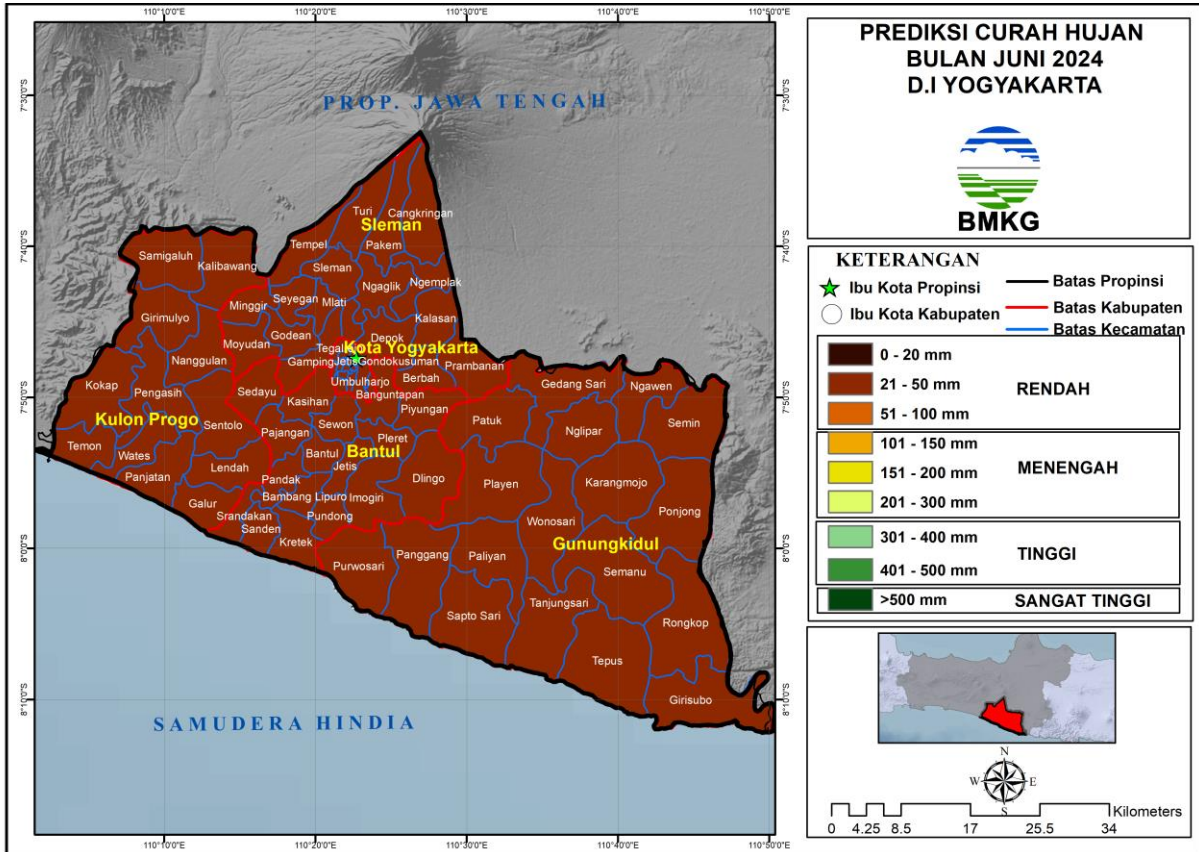 PREDIKSI CURAH HUJAN
BULAN JUNI 2024
D.I YOGYAKARTA
BMKG
KETERANGAN
Ibu Kota Propinsi
Batas Propinsi
Ibu Kota Kabupaten
Batas Kabupaten
Batas Kecamatan
0 - 20 mm
21 - 50 mm
51 - 100 mm
RENDAH
101 - 150 mm
151 - 200 mm
201 - 300 mm
MENENGAH
301 - 400 mm
401 - 500 mm
TINGGI
>500 mm
SANGAT TINGGI
N
W
E
S
Kilometers
0 4.25 8.5 17 25.5 34
110°10'0"E 110°20'0"E 110°30'0"E 110°40'0"E 110°50'0"E
7°30'0"S
7°40'0"S
7°50'0"S
8°0'0"S
8°10'0"S
PROP. JAWA TENGAH
Turi
Cangkringan
Sleman
Tempel
Pakem
Samigaluh
Kalibawang
Sleman
Ngaglik
Ngemplak
Minggir
Seyegan
Mlati
Girimulyo
Kalasan
Moyudan
Godean
Depok
Kota Yogyakarta
Nanggulan
Gamping
Jetis
Gondokusuman
Prambanan
Berbah
Umbulharjo
Gedang Sari
Ngawen
Kokap
Pengasih
Sedayu
Kasihan
Banguntapan
Piyungan
Kulon Progo
Sentolo
Pajangan
Sewon
Pleret
Patuk
Nglipar
Semin
Temon
Wates
Bantul
Bantul
Jetis
Panjatan
Lendah
Pandak
Dlingo
Playen
Karangmojo
Galur
Bambang Lipuro
Imogiri
Srandakan
Sanden
Pundong
Wonosari
Ponjong
Kretek
Gunungkidul
Purwosari
Panggang
Paliyan
Semanu
Sapto Sari
Tanjungsari
Rongkop
Tepus
Girisubo
SAMUDERA HINDIA
110°10'0"E 110°20'0"E 110°30'0"E 110°40'0"E 110°50'0"E
7°30'0"S
7°40'0"S
7°50'0"S
8°0'0"S
8°10'0"S